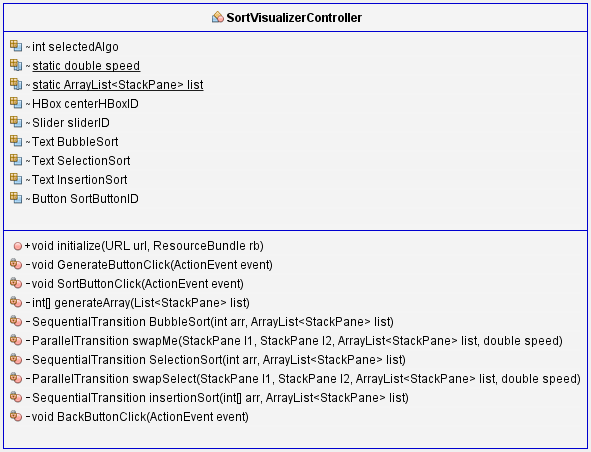 SortVisualizerController
~int selectedAlgo
~static double speed
~static ArrayList<StackPane> list
~HBox centerHBoxID
~Slider sliderID
~Text BubbleSort
~Text SelectionSort
~Text InsertionSort
~Button SortButtonID
+void initialize(URL url, ResourceBundle rb)
-void GenerateButtonClick(ActionEvent event)
-void SortButtonClick(ActionEvent event)
-int[] generateArray(List<StackPane> list)
-SequentialTransition BubbleSort(int arr, ArrayList<StackPane> list)
-ParallelTransition swapMe(StackPane l1, StackPane l2, ArrayList<StackPane> list, double speed)
-SequentialTransition SelectionSort(int arr, ArrayList<StackPane> list)
-ParallelTransition swapSelect(StackPane l1, StackPane l2, ArrayList<StackPane> list, double speed)
-SequentialTransition insertionSort(int[] arr, ArrayList<StackPane> list)
-void BackButtonClick(ActionEvent event)